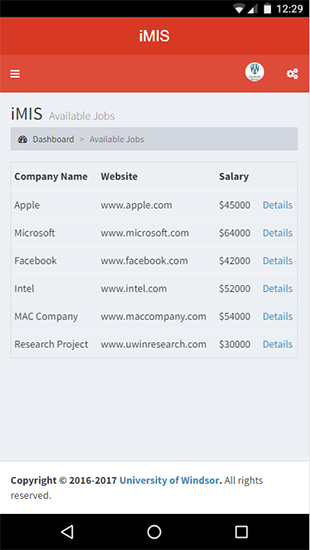 12:29
iMIS
iMIS Available Jobs
Dashboard > Available Jobs
Company Name Website Salary
Apple www.apple.com $45000 Details
Microsoft www.microsoft.com $64000 Details
Facebook www.facebook.com $42000 Details
Intel www.intel.com $52000 Details
MAC Company www.maccompany.com $54000 Details
Research Project www.uwinresearch.com $30000 Details
Copyright © 2016-2017 University of Windsor. All rights
reserved.